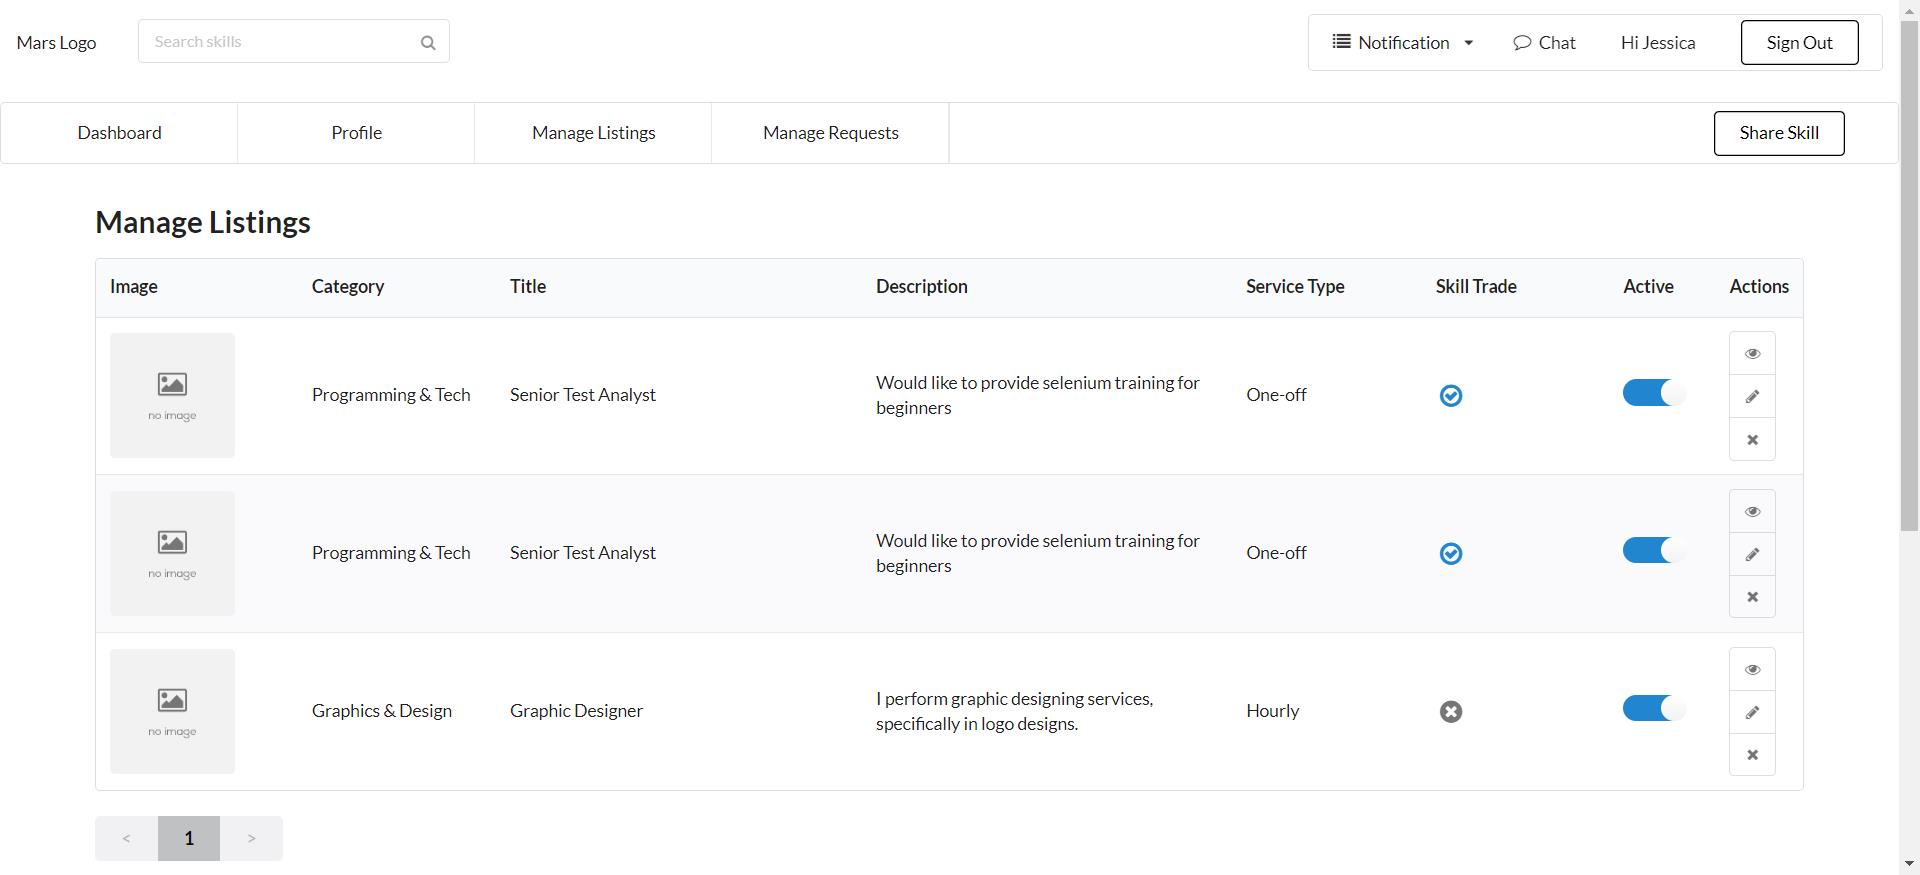 Mars Logo
Search skills
Notification
Chat
Hi Jessica
Sign Out
Dashboard
Profile
Manage Listings
Manage Requests
Share Skill
Manage Listings
Image
Category
Title
Description
Service Type
Skill Trade
Active
Actions
no image
Programming & Tech
Senior Test Analyst
Would like to provide selenium training for
beginners
One-off
no image
Programming & Tech
Senior Test Analyst
Would like to provide selenium training for
beginners
One-off
no image
Graphics & Design
Graphic Designer
I perform graphic designing services,
specifically in logo designs.
Hourly
<
1
>